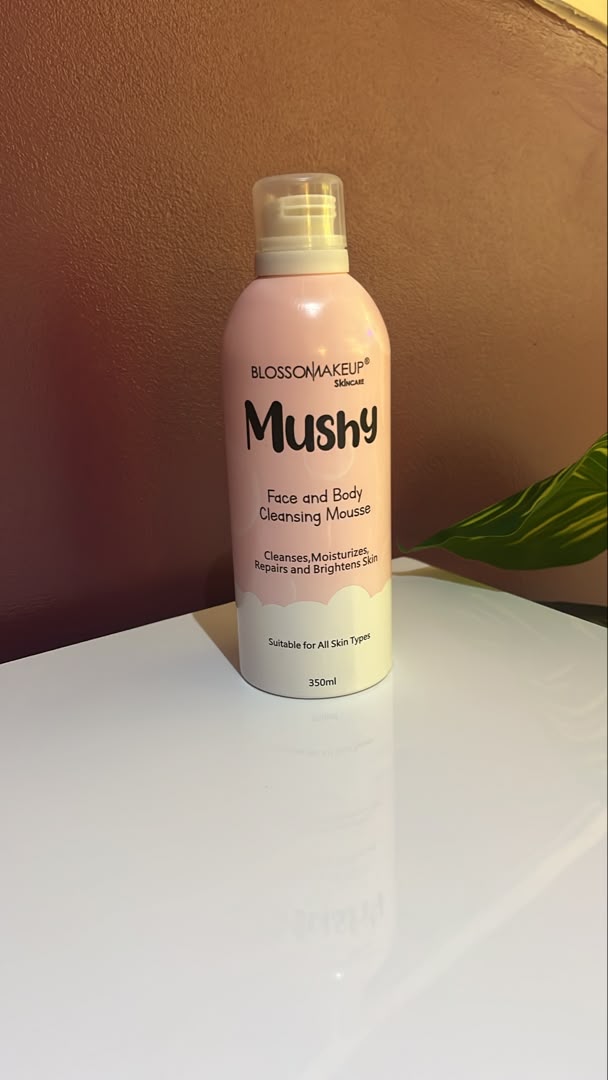 BLOSSOMMAKEUP®
SKINCARE
Mushy
Face and Body
Cleansing Mousse
Cleanses,Moisturizes,
Repairs and Brightens Skin
Suitable for All Skin Types
350ml